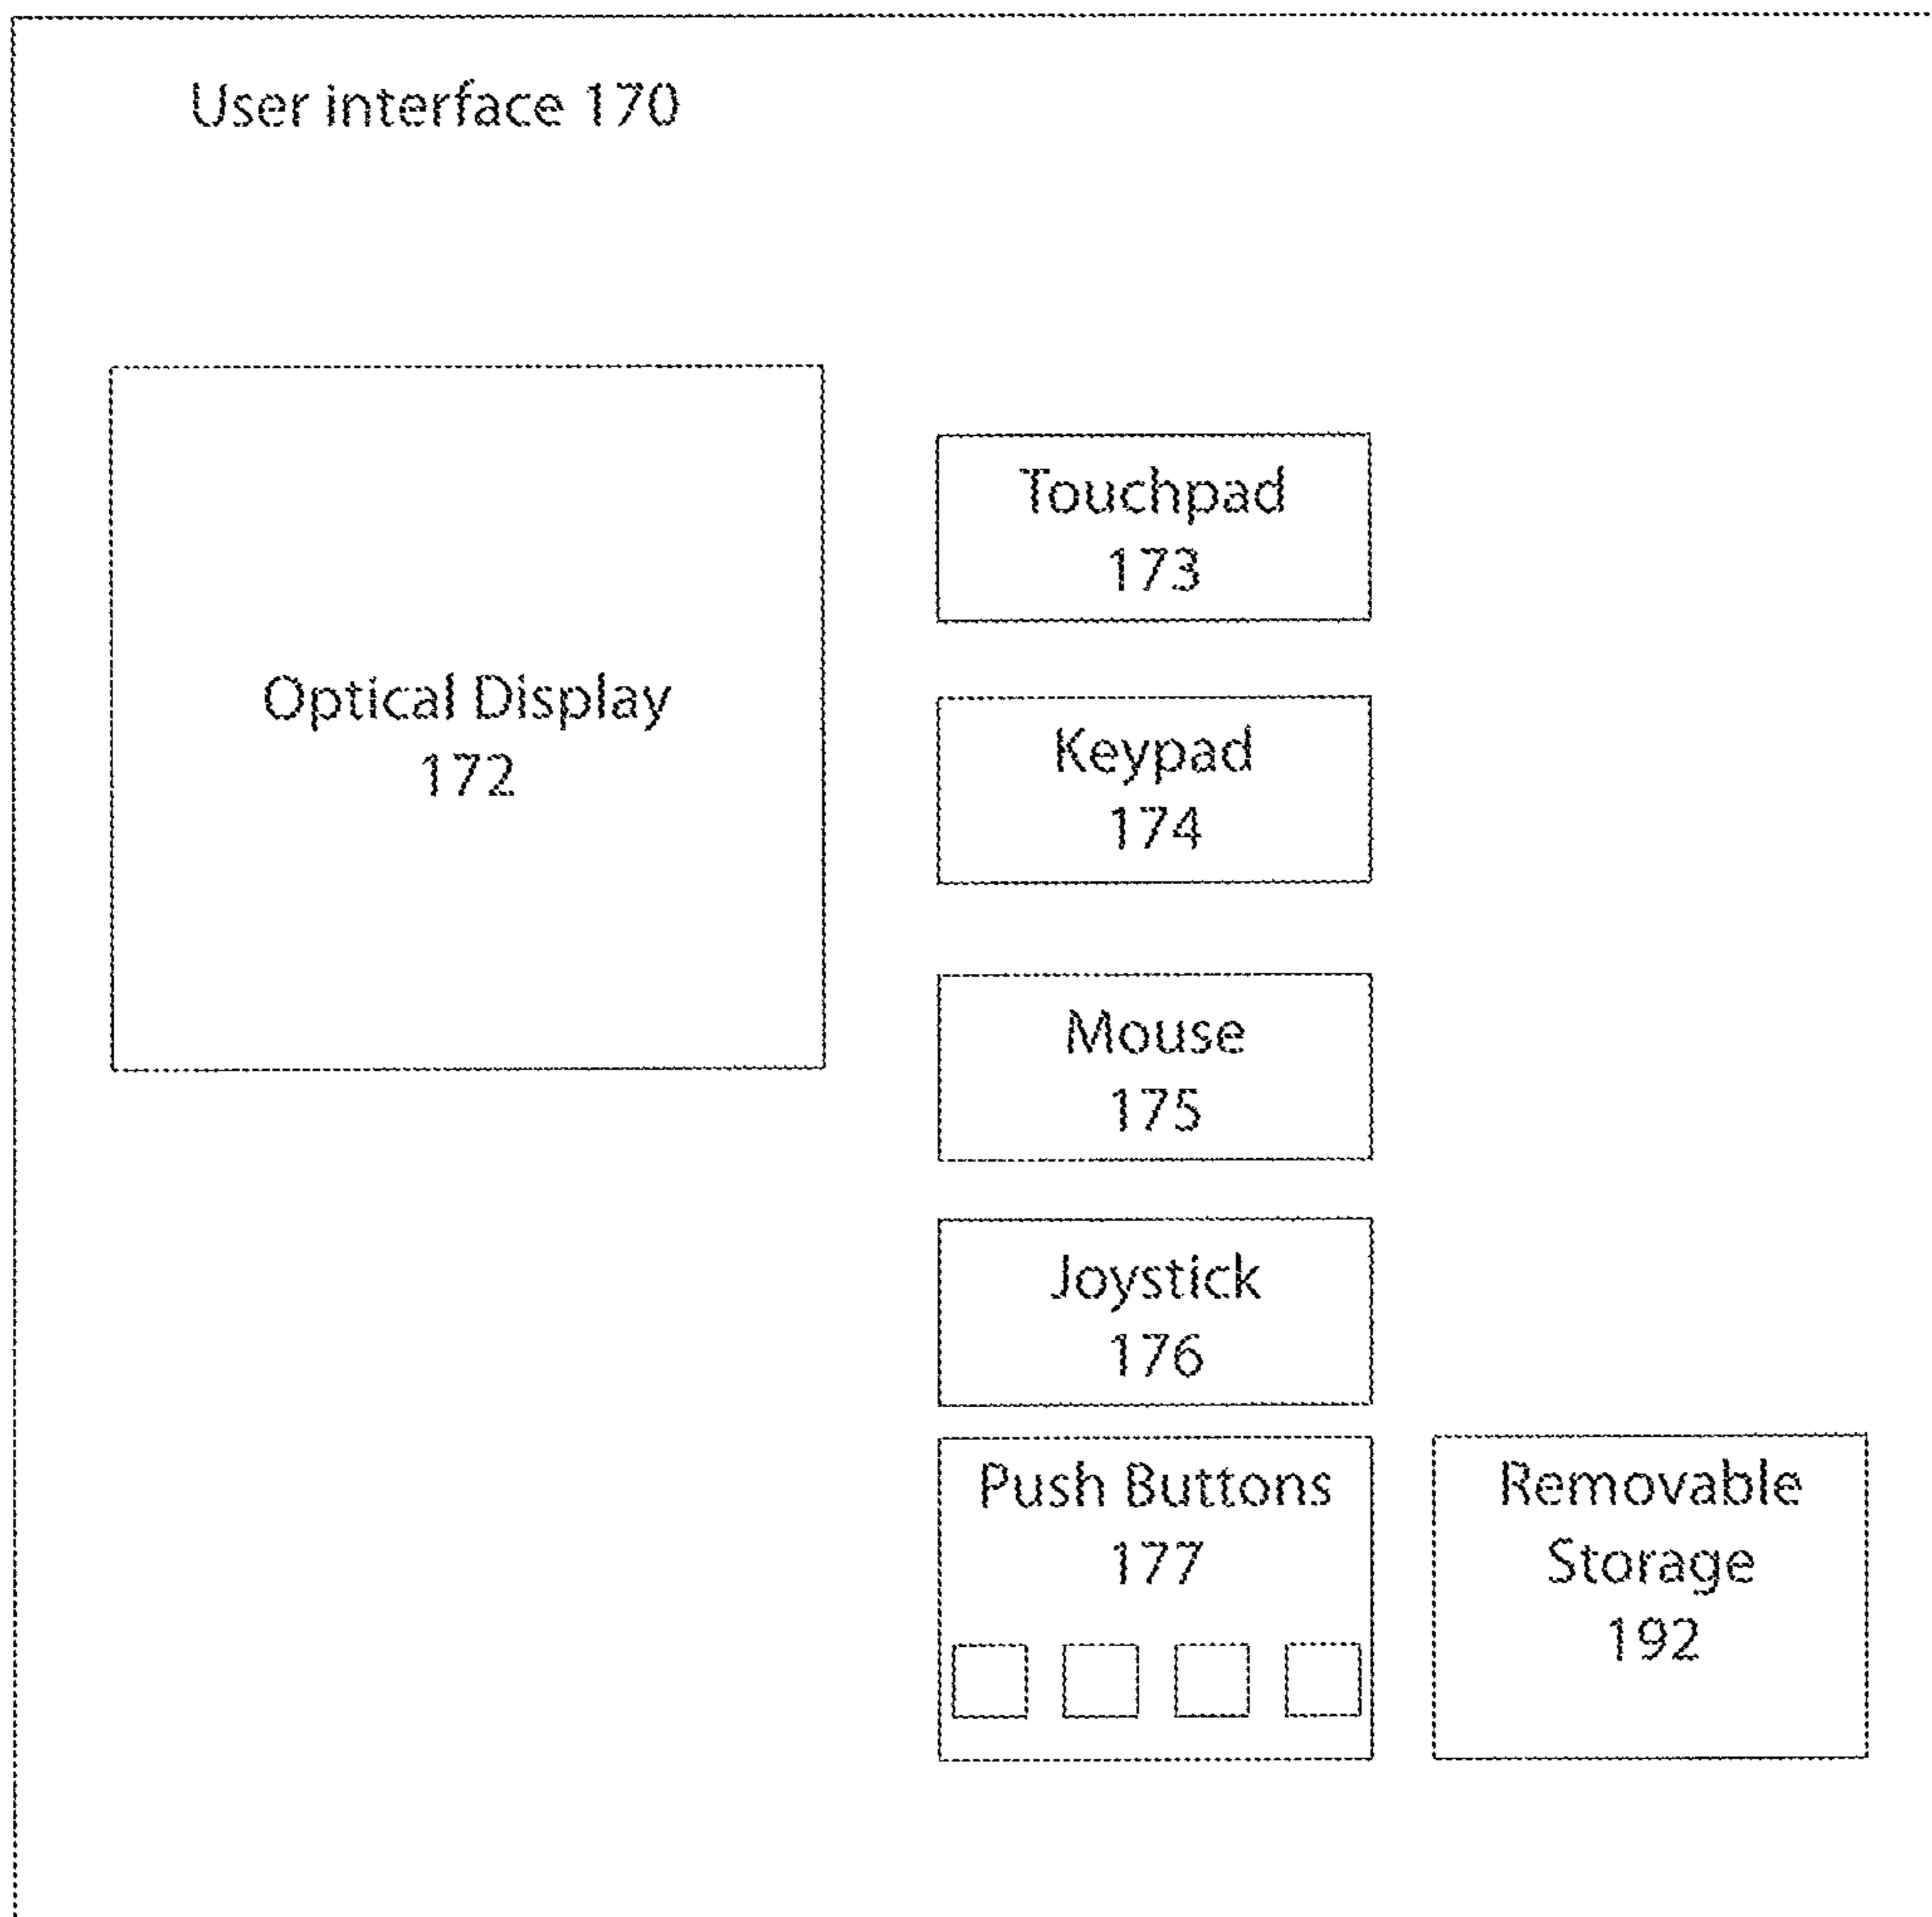 User interface 170
Optical Display
172
Touchpad
173
Keypad
174
Mouse
175
Joystick
176
Push Buttons
177
Removable
Storage
192